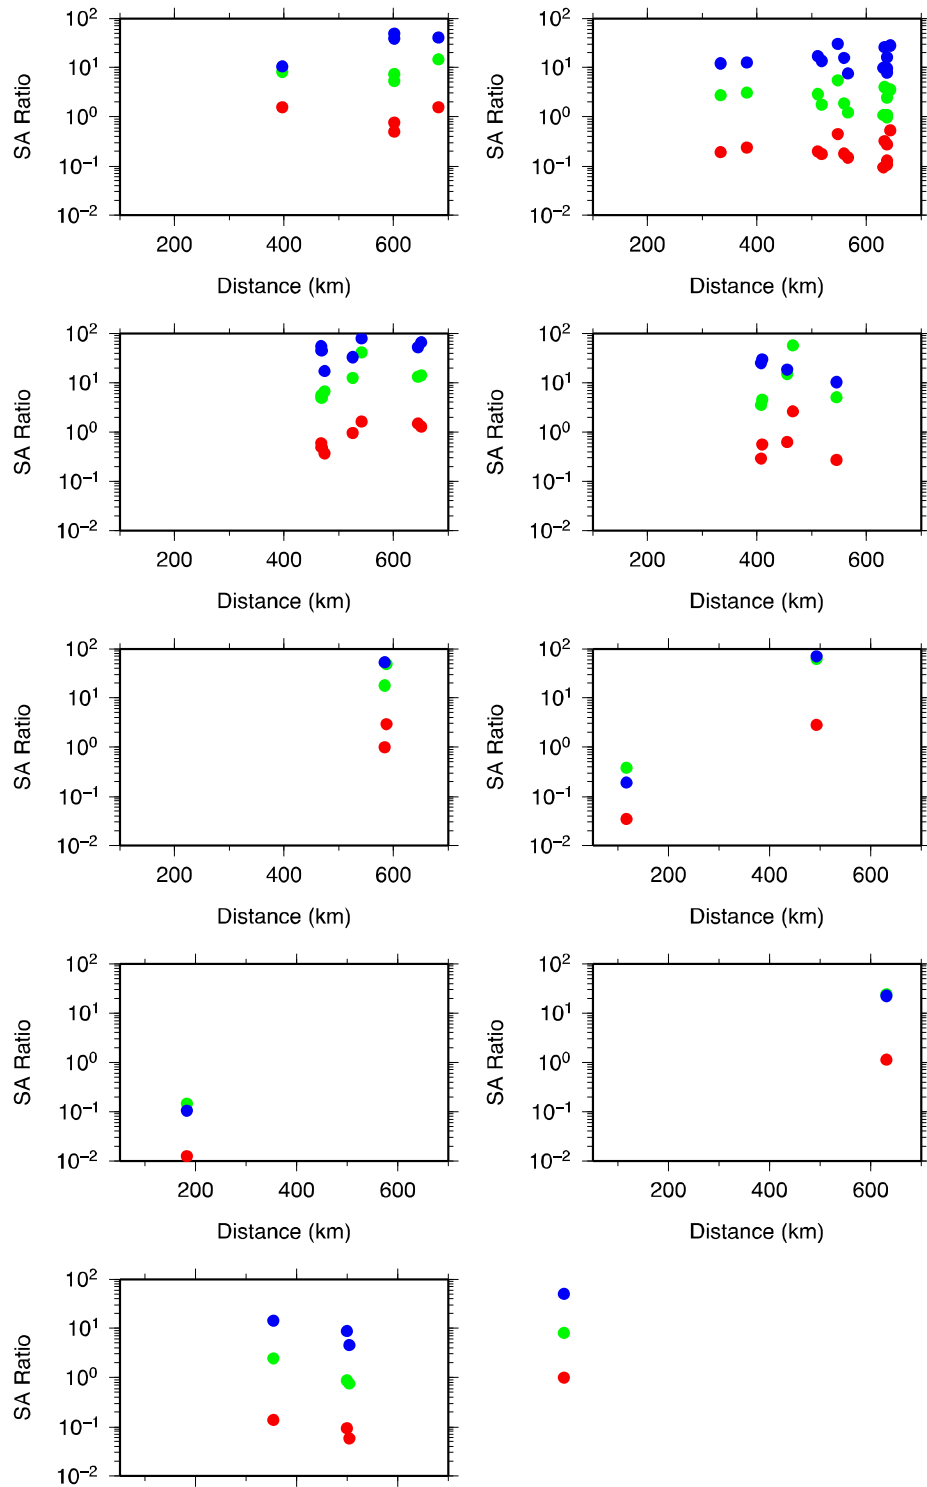 10² 10²
SA Ratio 10¹ SA Ratio 10¹
10⁰ 10⁰
10⁻¹ 10⁻¹
10⁻² 10⁻²
200 400 600 200 400 600
Distance (km) Distance (km)
10² 10²
SA Ratio 10¹ SA Ratio 10¹
10⁰ 10⁰
10⁻¹ 10⁻¹
10⁻² 10⁻²
200 400 600 200 400 600
Distance (km) Distance (km)
10² 10²
SA Ratio 10¹ SA Ratio 10¹
10⁰ 10⁰
10⁻¹ 10⁻¹
10⁻² 10⁻²
200 400 600 200 400 600
Distance (km) Distance (km)
10² 10²
SA Ratio 10¹ SA Ratio 10¹
10⁰ 10⁰
10⁻¹ 10⁻¹
10⁻² 10⁻²
200 400 600 200 400 600
Distance (km) Distance (km)
10²
SA Ratio 10¹
10⁰
10⁻¹
10⁻²